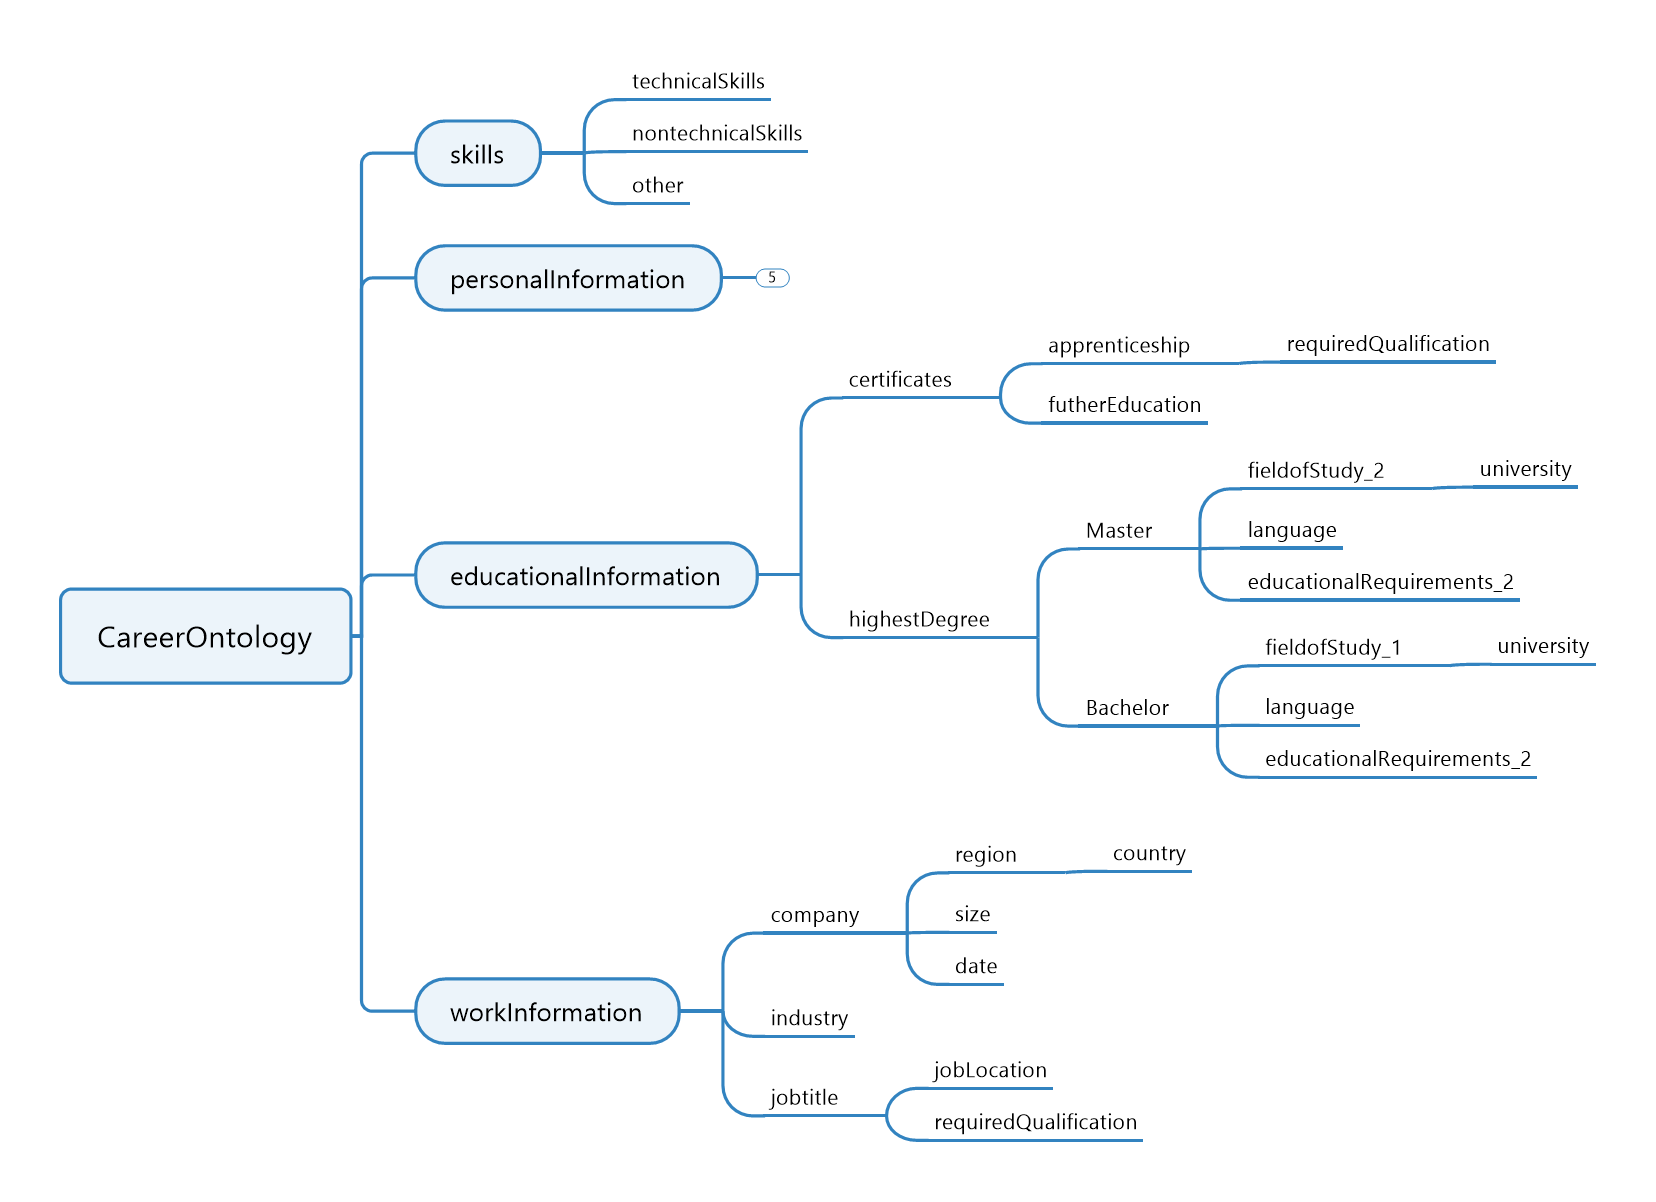 technicalSkills
nontechnicalSkills
skills
other
personalInformation
5
apprenticeship
requiredQualification
certificates
futherEducation
fieldofStudy_2
university
Master
language
educationalRequirements_2
educationalInformation
highestDegree
CareerOntology
fieldofStudy_1
university
Bachelor
language
educationalRequirements_2
region
country
company
size
date
workInformation
industry
jobLocation
jobtitle
requiredQualification